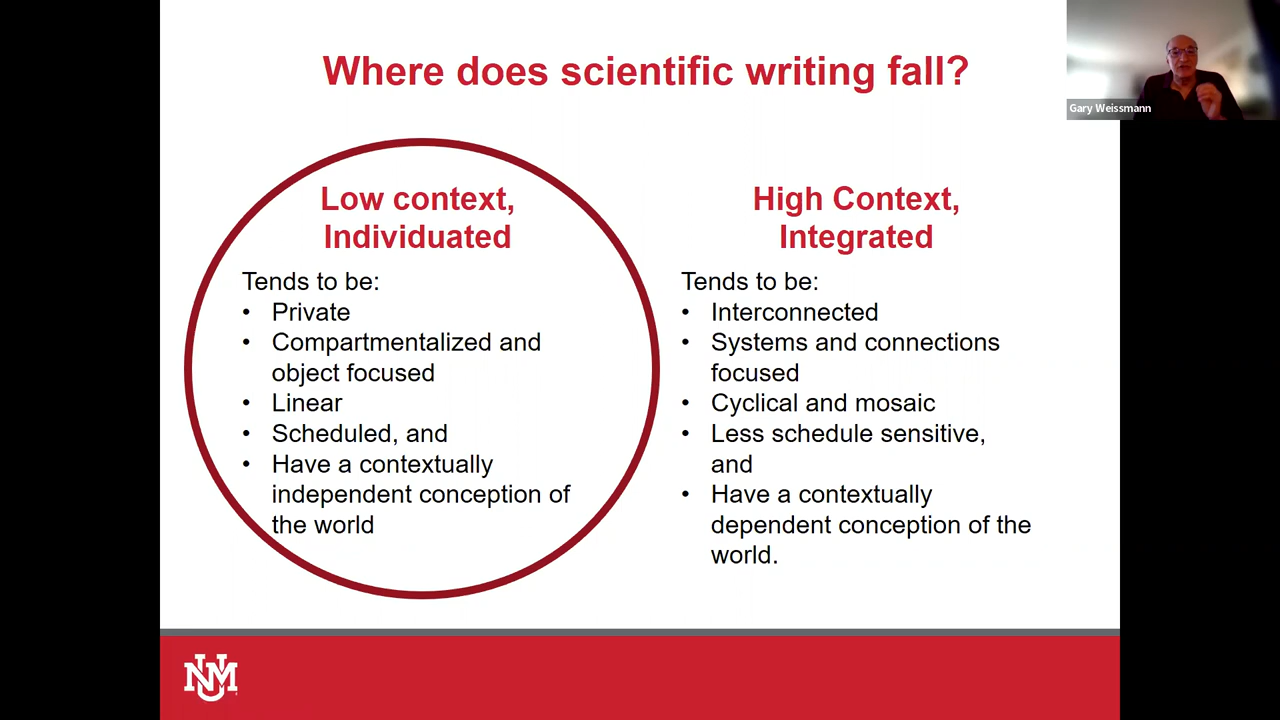 Where does scientific writing fall?
Gary Weissmann
Low context,
Individuated
Tends to be:
• Private
• Compartmentalized and
object focused
• Linear
• Scheduled, and
• Have a contextually
independent conception of
the world
High Context,
Integrated
Tends to be:
• Interconnected
• Systems and connections
focused
• Cyclical and mosaic
• Less schedule sensitive,
and
• Have a contextually
dependent conception of the
world.
UNM